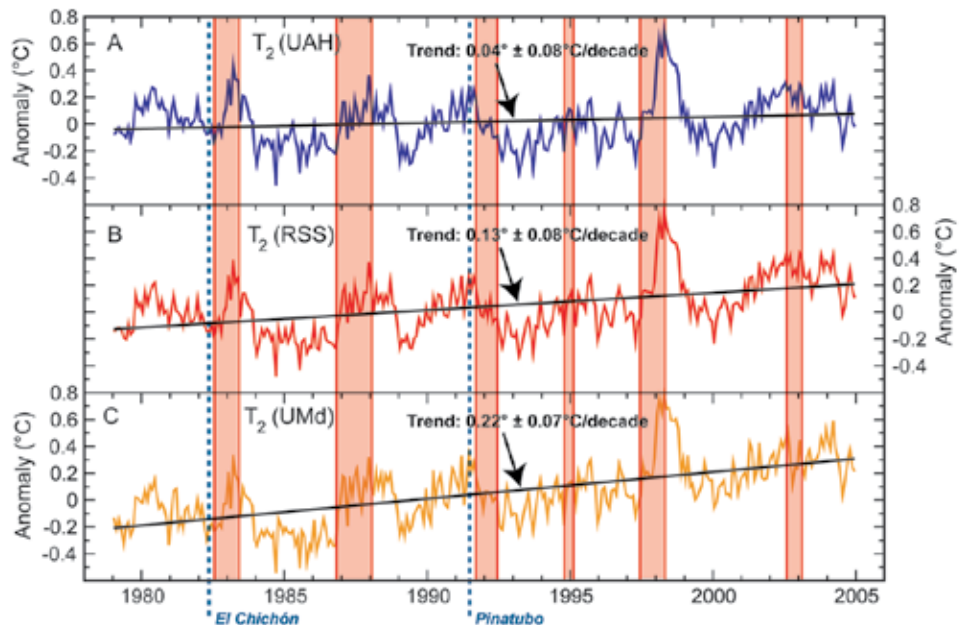 A
T2 (UAH)
Trend: 0.04° ± 0.08°C/decade
Anomaly (°C)
0.8
0.6
0.4
0.2
0
-0.2
-0.4
B
T2 (RSS)
Trend: 0.13° ± 0.08°C/decade
Anomaly (°C)
0.8
0.6
0.4
0.2
0
-0.2
-0.4
C
T2 (UMd)
Trend: 0.22° ± 0.07°C/decade
Anomaly (°C)
0.8
0.6
0.4
0.2
0
-0.2
-0.4
1980 1985 1990 1995 2000 2005
El Chichón Pinatubo